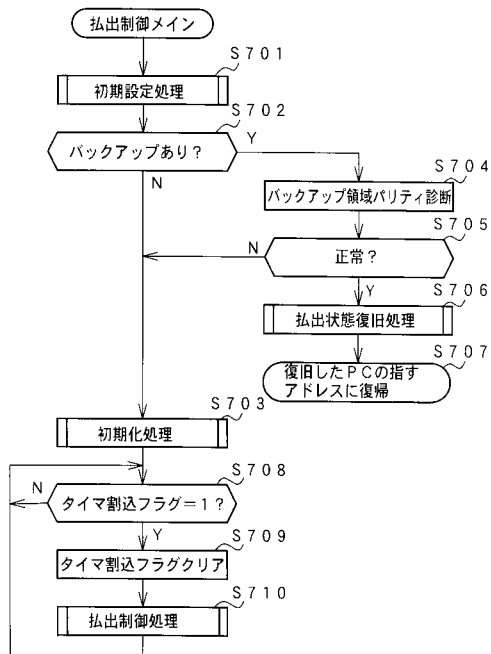 払出制御メイン
S701
初期設定処理
S702
バックアップあり？
Y
N
S704
バックアップ領域パリティ診断
S705
正常？
N
Y
S706
払出状態復旧処理
S707
復旧したPCの指す
アドレスに復帰
S703
初期化処理
S708
タイマ割込フラグ＝1？
N
Y
S709
タイマ割込フラグクリア
S710
払出制御処理